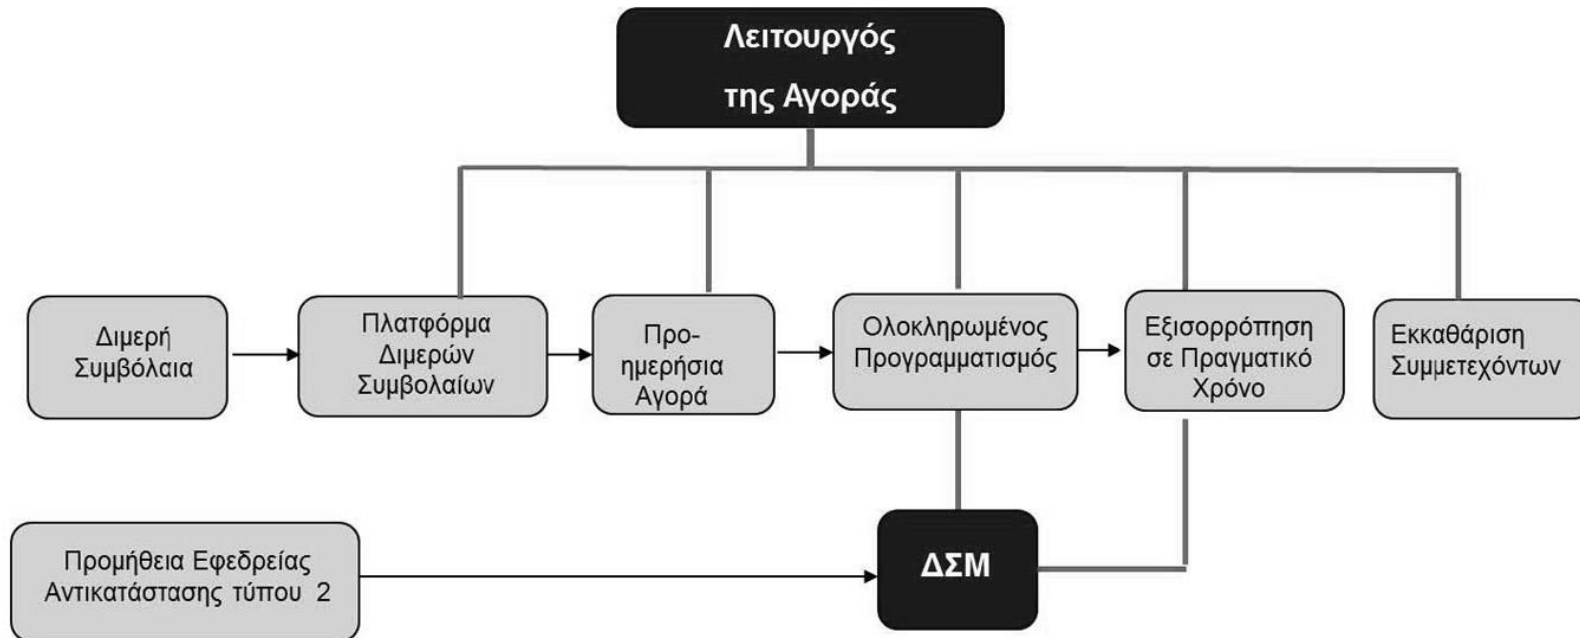 Λειτουργός
της Αγοράς
Διμερή
Συμβόλαια
Πλατφόρμα
Διμερών
Συμβολαίων
Προ-
ημερήσια
Αγορά
Ολοκληρωμένος
Προγραμματισμός
Εξισορρόπηση
σε Πραγματικό
Χρόνο
Εκκαθάριση
Συμμετεχόντων
Προμήθεια Εφεδρείας
Αντικατάστασης τύπου 2
ΔΣΜ